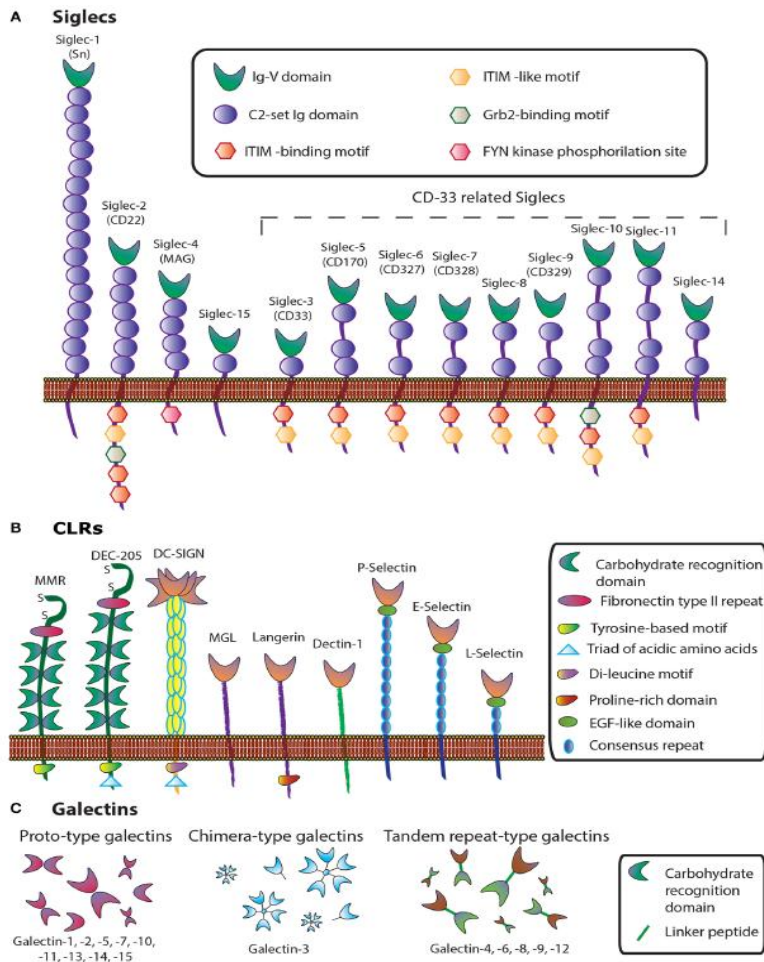 A Siglecs
Siglec-1
(Sn)
Ig-V domain
C2-set Ig domain
ITIM -binding motif
ITIM -like motif
Grb2-binding motif
FYN kinase phosphorilation site
CD-33 related Siglecs
Siglec-2
(CD22)
Siglec-4
(MAG)
Siglec-15
Siglec-3
(CD33)
Siglec-5
(CD170)
Siglec-6
(CD327)
Siglec-7
(CD328)
Siglec-8
Siglec-9
(CD329)
Siglec-10
Siglec-11
Siglec-14
B CLRs
MMR
S
S
DEC-205
S
S
DC-SIGN
MGL
Langerin
Dectin-1
P-Selectin
E-Selectin
L-Selectin
Carbohydrate recognition
domain
Fibronectin type II repeat
Tyrosine-based motif
Triad of acidic amino acids
Di-leucine motif
Proline-rich domain
EGF-like domain
Consensus repeat
C Galectins
Proto-type galectins
Galectin-1, -2, -5, -7, -10,
-11, -13, -14, -15
Chimera-type galectins
Galectin-3
Tandem repeat-type galectins
Galectin-4, -6, -8, -9, -12
Carbohydrate
recognition
domain
Linker peptide